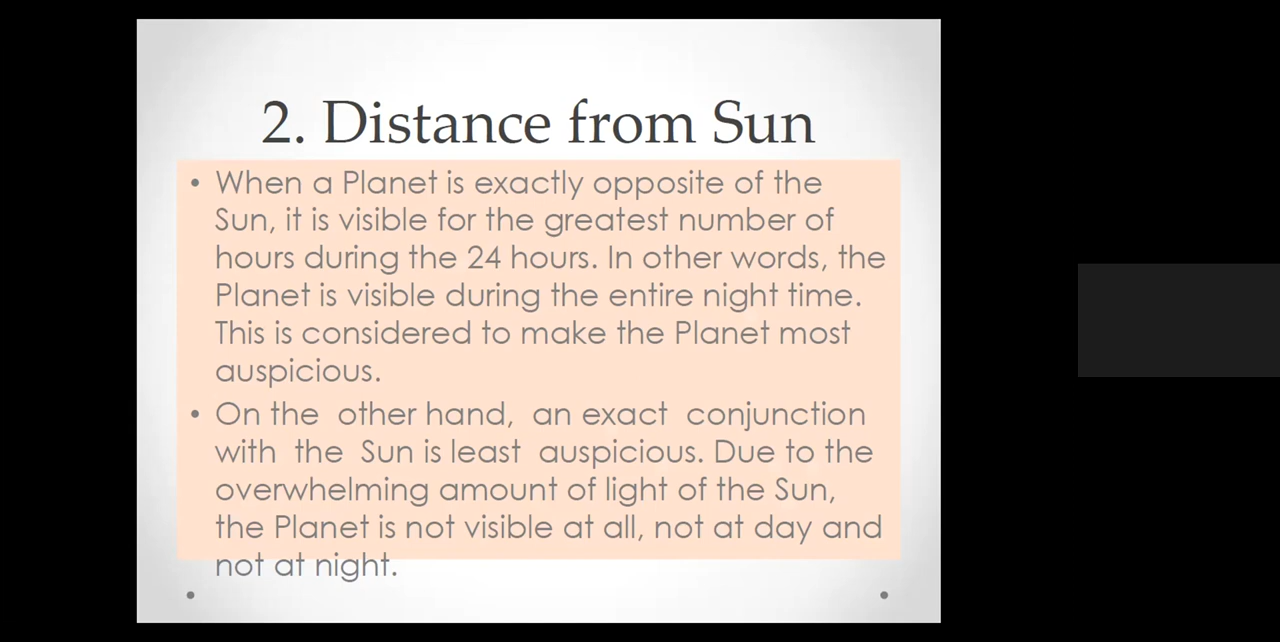 2. Distance from Sun
• When a Planet is exactly opposite of the
Sun, it is visible for the greatest number of
hours during the 24 hours. In other words, the
Planet is visible during the entire night time.
This is considered to make the Planet most
auspicious.
• On the other hand, an exact conjunction
with the Sun is least auspicious. Due to the
overwhelming amount of light of the Sun,
the Planet is not visible at all, not at day and
not at night.